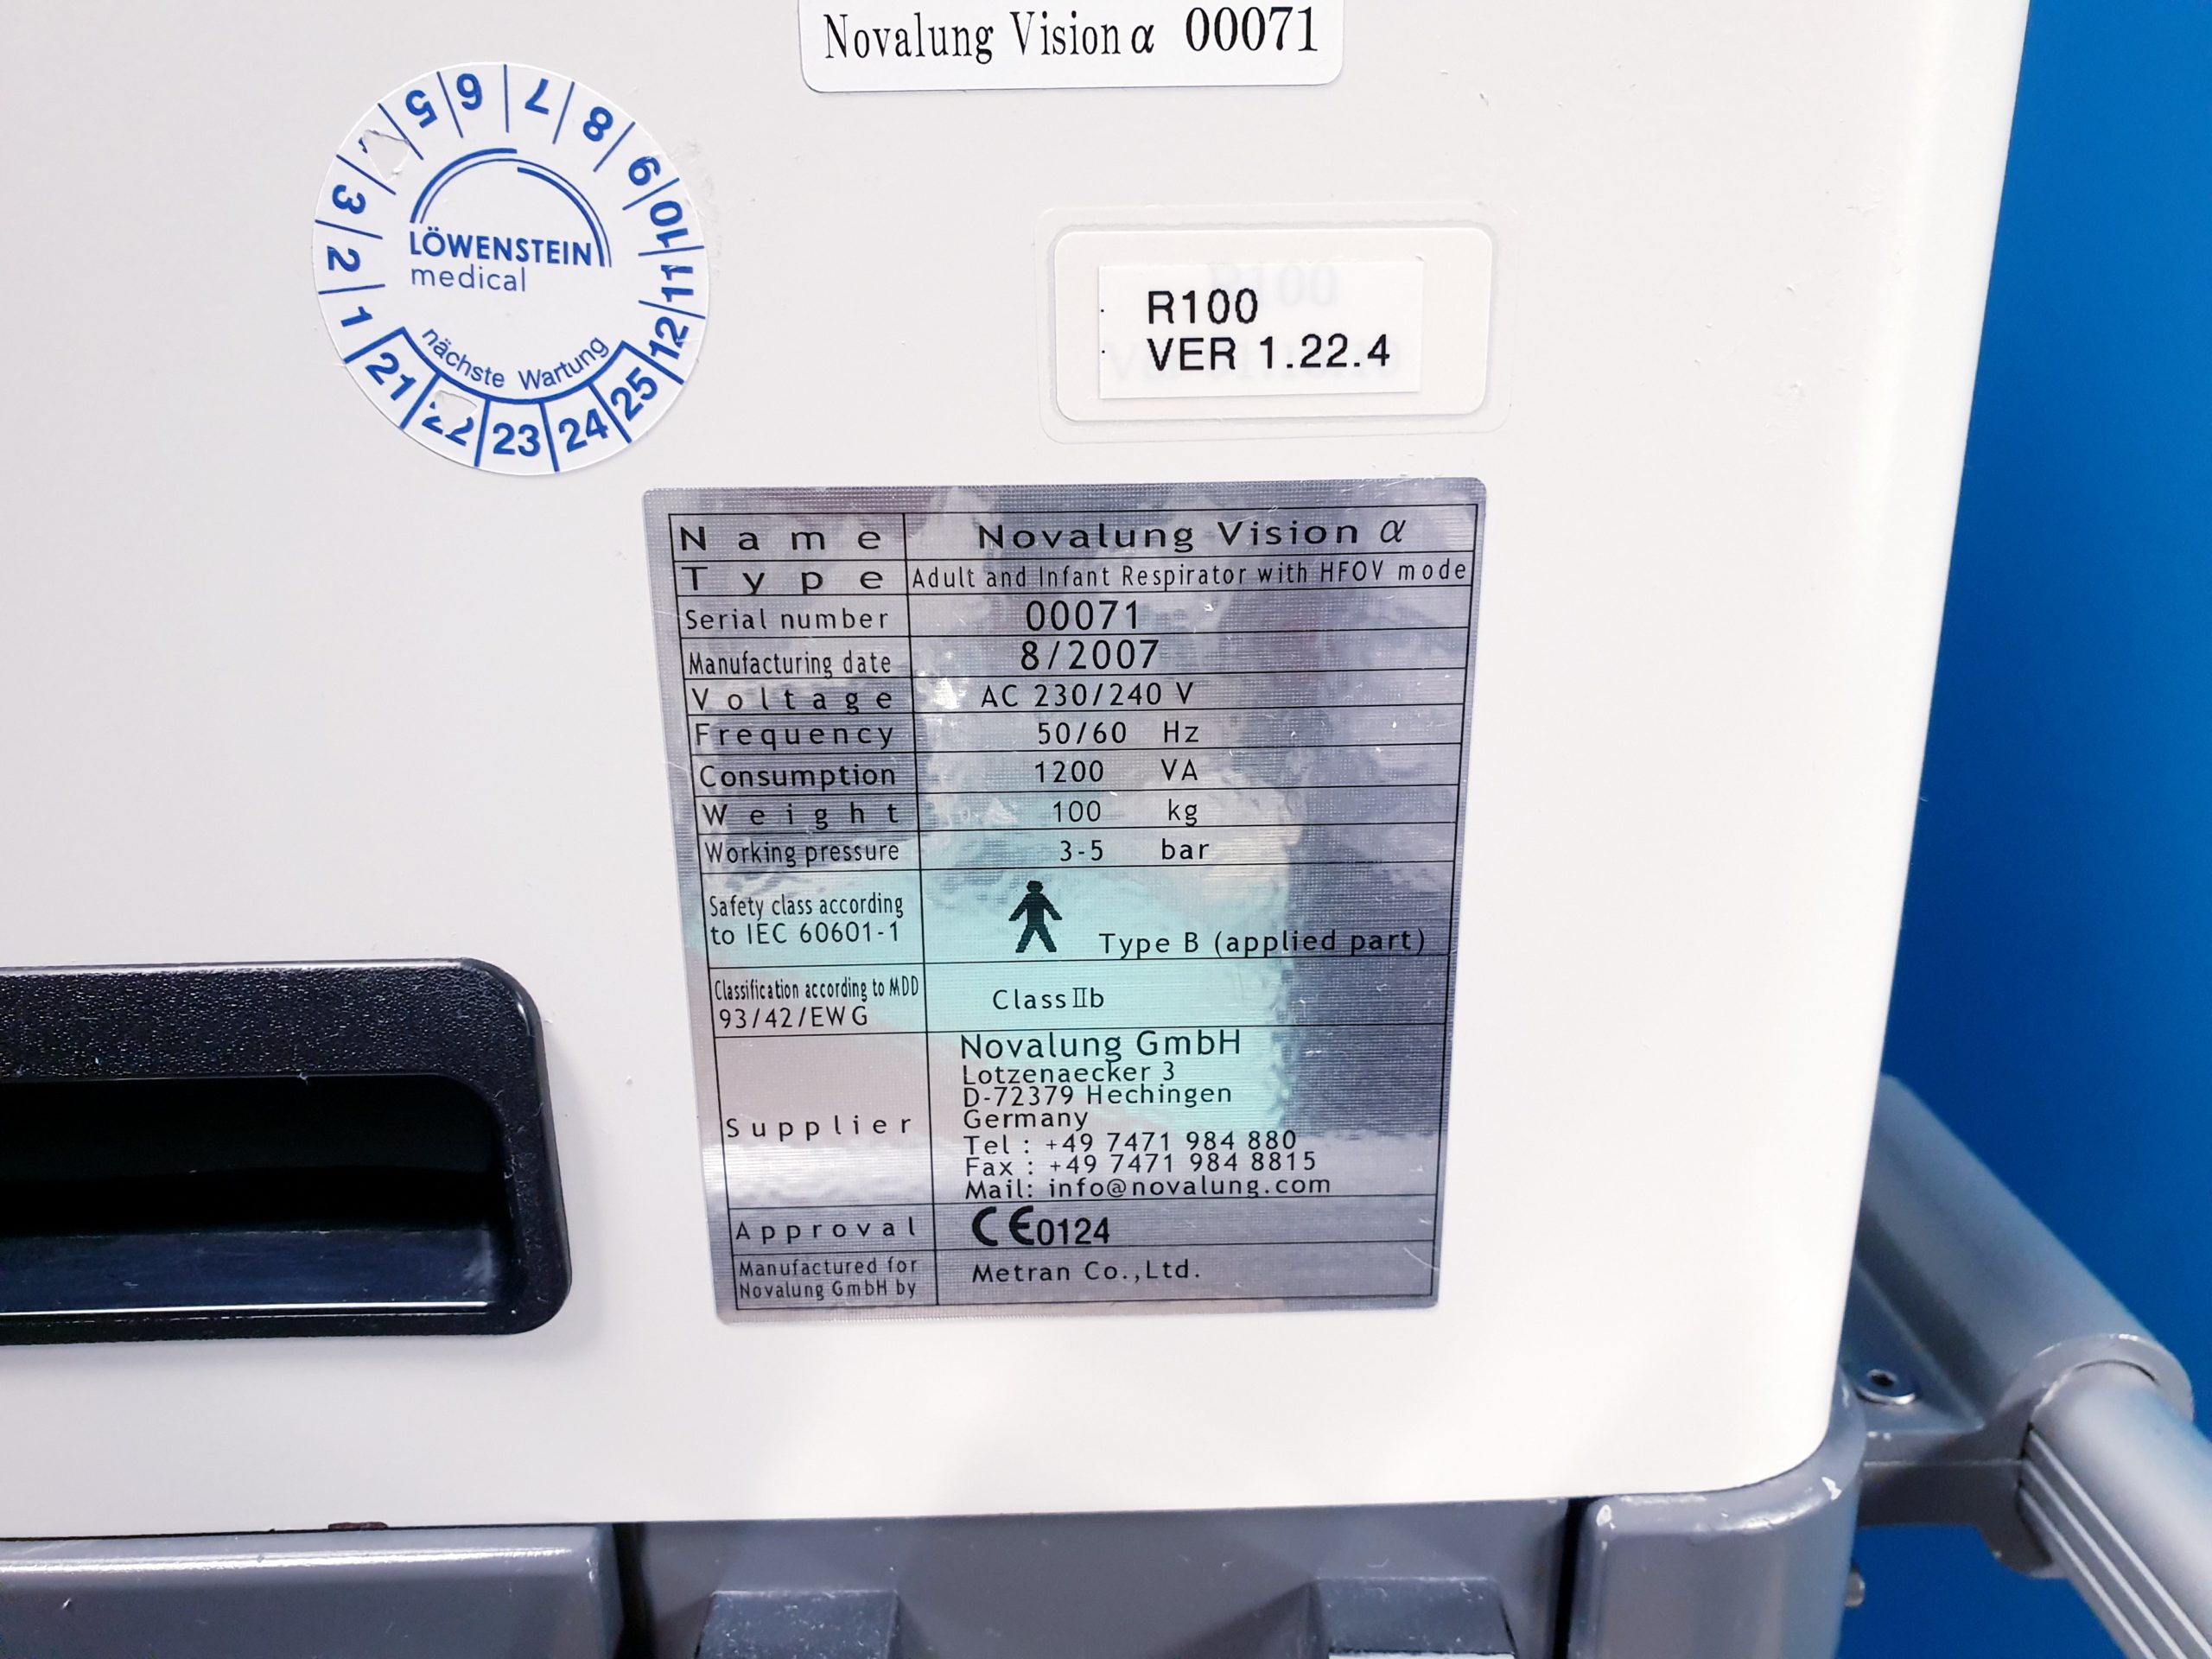 Novalung Vision α 00071
5 6 7 8 9 10 11 12
3 2 1
LÖWENSTEIN
medical
nächste Wartung
21 22 23 24 25
R100
VER 1.22.4
Name Novalung Vision α
Type Adult and Infant Respirator with HFOV mode
Serial number 00071
Manufacturing date 8/2007
Voltage AC 230/240 V
Frequency 50/60 Hz
Consumption 1200 VA
Weight 100 kg
Working pressure 3-5 bar
Safety class according
to IEC 60601-1
Type B (applied part)
Classification according to MDD
93/42/EWG
Class Ⅱb
Supplier
Novalung GmbH
Lotzenaecker 3
D-72379 Hechingen
Germany
Tel : +49 7471 984 880
Fax : +49 7471 984 8815
Mail: info@novalung.com
Approval CE0124
Manufactured for
Novalung GmbH by
Metran Co.,Ltd.